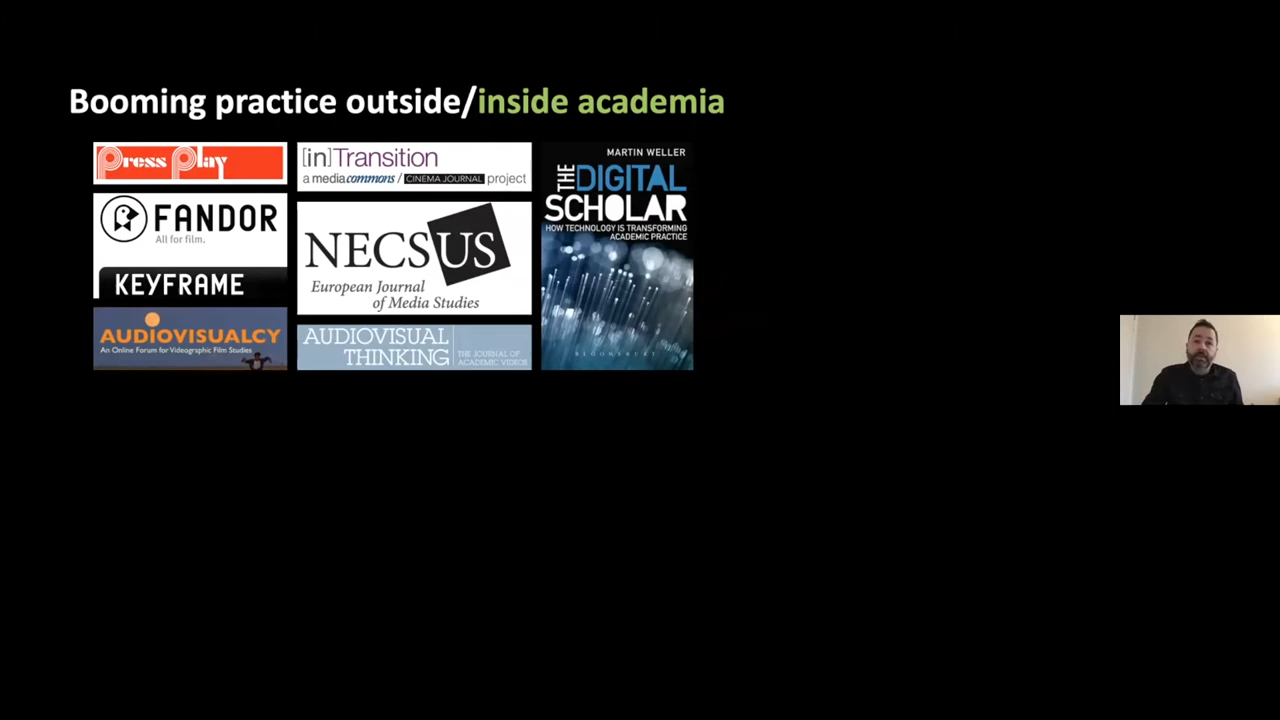 Booming practice outside/inside academia
Press Play
FANDOR
All for film.
KEYFRAME
AUDIOVISUALCY
An Online Forum for Videographic Film Studies
[in]Transition
a mediacommons / CINEMA JOURNAL project
NECSUS
European Journal
of Media Studies
AUDIOVISUAL
THINKING
THE JOURNAL OF
ACADEMIC VIDEOS
MARTIN WELLER
THE DIGITAL
SCHOLAR
HOW TECHNOLOGY IS TRANSFORMING
ACADEMIC PRACTICE
BLOOMSBURY